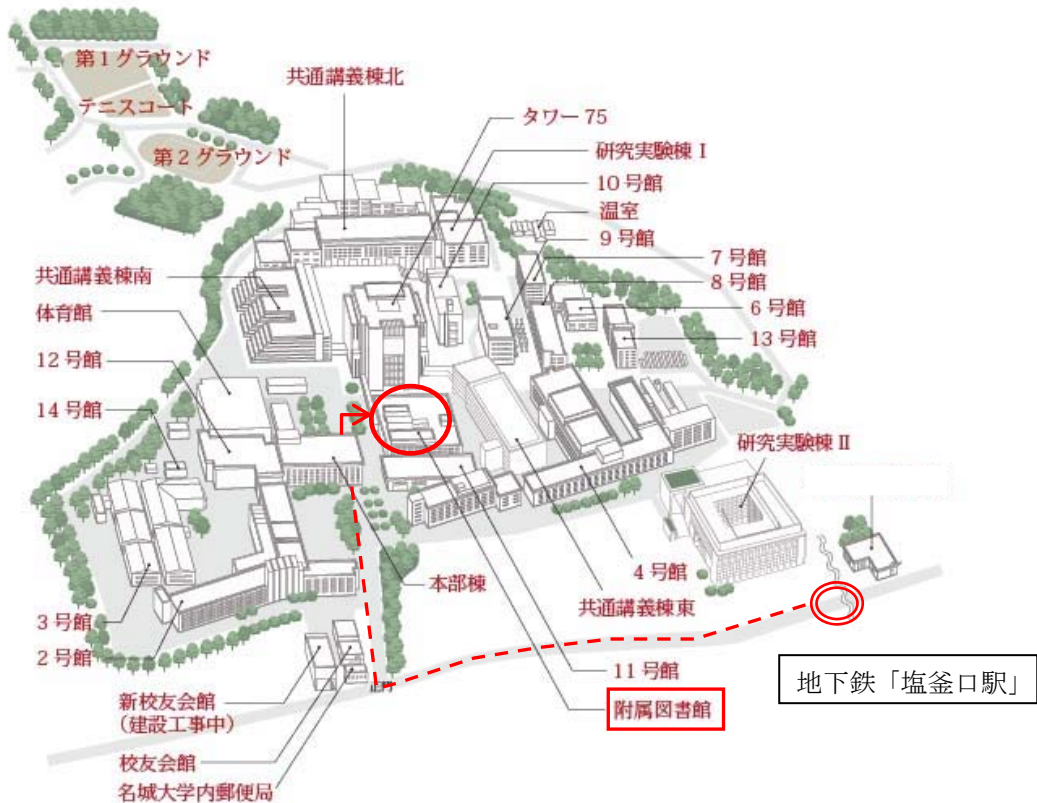 第1グラウンド
テニスコート
第2グラウンド
共通講義棟北
タワー75
研究実験棟Ⅰ
10号館
温室
9号館
7号館
8号館
6号館
13号館
共通講義棟南
体育館
12号館
14号館
研究実験棟Ⅱ
3号館
2号館
本部棟
4号館
共通講義棟東
11号館
附属図書館
地下鉄「塩釜口駅」
新校友会館
(建設工事中)
校友会館
名城大学内郵便局
正門